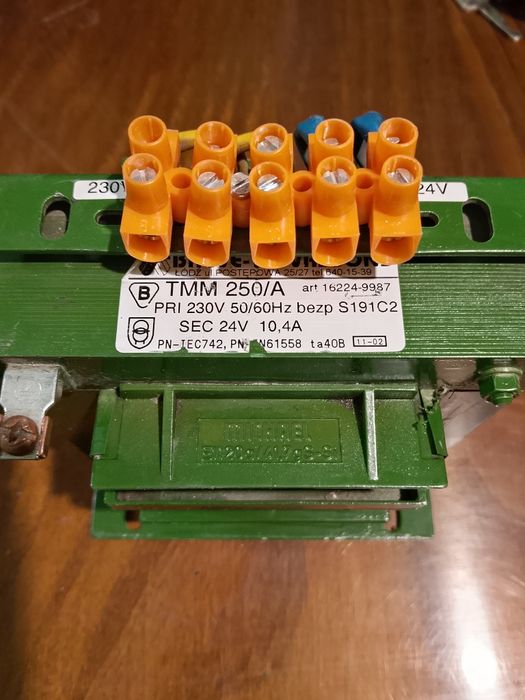 230V
24V
ŁÓDŹ ul POSTĘPOWA 25/27 tel 640-15-39
B
TMM 250/A art 16224-9987
PRI 230V 50/60Hz bezp S191C2
SEC 24V 10,4A
PN-IEC742, PN- N61558 ta40B 11-02